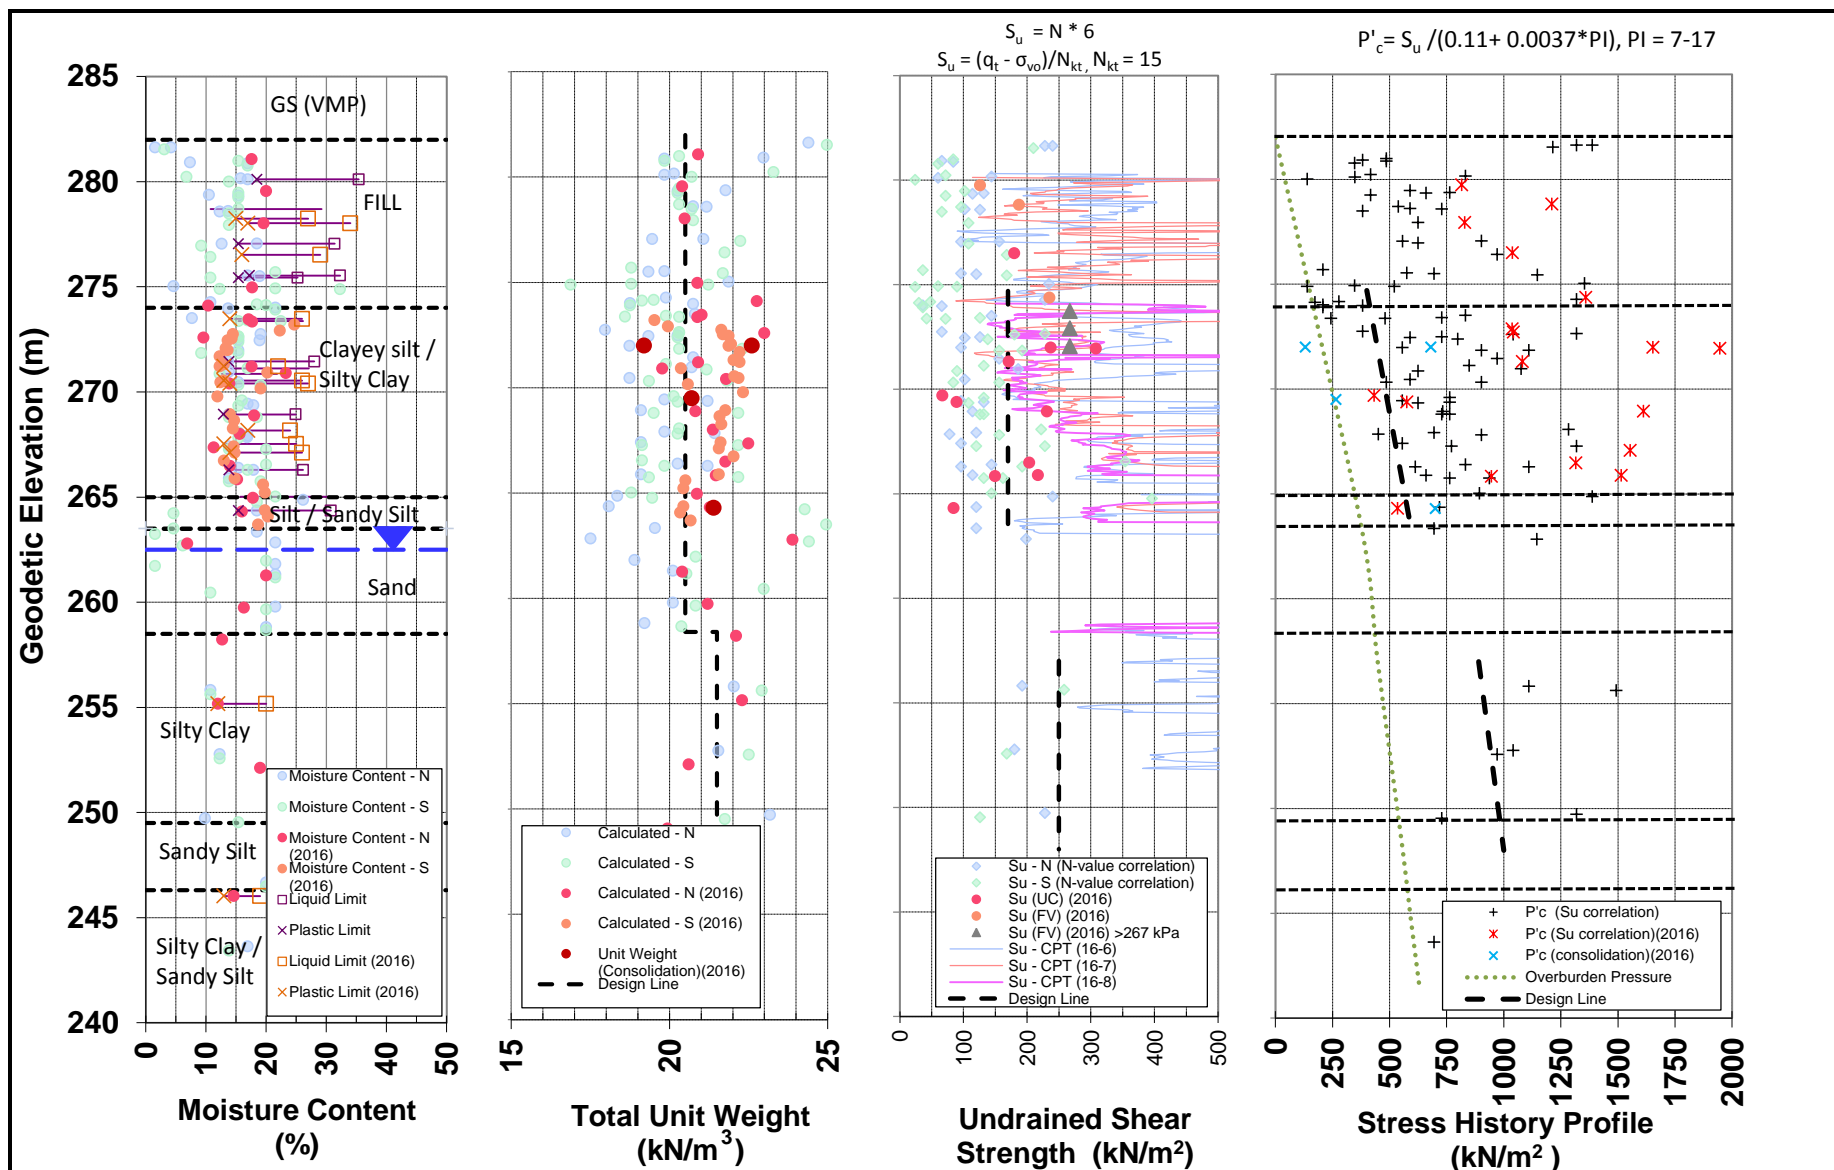 S_u = N * 6
S_u = (q_t - σ_vo)/N_kt, N_kt = 15
P'_c= S_u /(0.11+ 0.0037*PI), PI = 7-17
Geodetic Elevation (m)
285
280
275
270
265
260
255
250
245
240
GS (VMP)
FILL
Clayey silt /
Silty Clay
Silt / Sandy Silt
Sand
Silty Clay
Sandy Silt
Silty Clay /
Sandy Silt
Moisture Content - N
Moisture Content - S
Moisture Content - N
(2016)
Moisture Content - S
(2016)
Liquid Limit
Plastic Limit
Liquid Limit (2016)
Plastic Limit (2016)
0 10 20 30 40 50
Moisture Content
(%)
Calculated - N
Calculated - S
Calculated - N (2016)
Calculated - S (2016)
Unit Weight
(Consolidation)(2016)
Design Line
15 25
Total Unit Weight
(kN/m³)
Su - N (N-value correlation)
Su - S (N-value correlation)
Su (UC) (2016)
Su (FV) (2016)
Su (FV) (2016) >267 kPa
Su - CPT (16-6)
Su - CPT (16-7)
Su - CPT (16-8)
Design Line
0 100 200 300 400 500
Undrained Shear
Strength (kN/m²)
P'c (Su correlation)
P'c (Su correlation)(2016)
P'c (consolidation)(2016)
Overburden Pressure
Design Line
0 250 500 750 1000 1250 1500 1750 2000
Stress History Profile
(kN/m² )